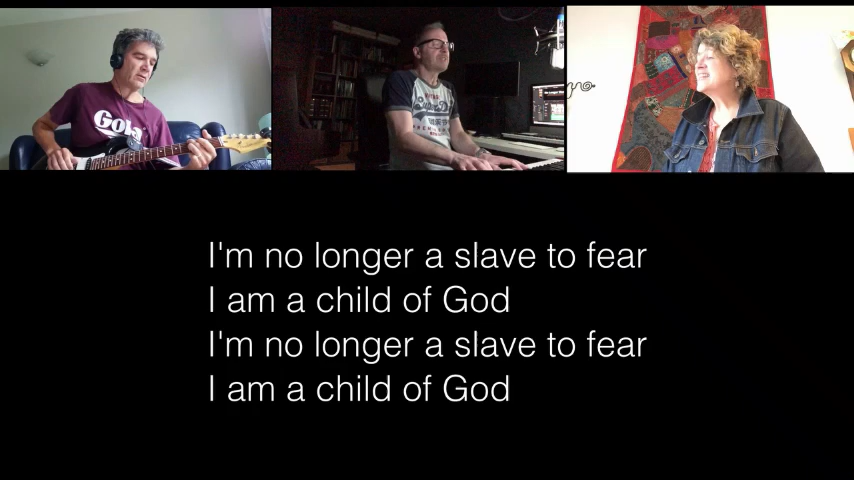 Gola
I'm no longer a slave to fear
I am a child of God
I'm no longer a slave to fear
I am a child of God